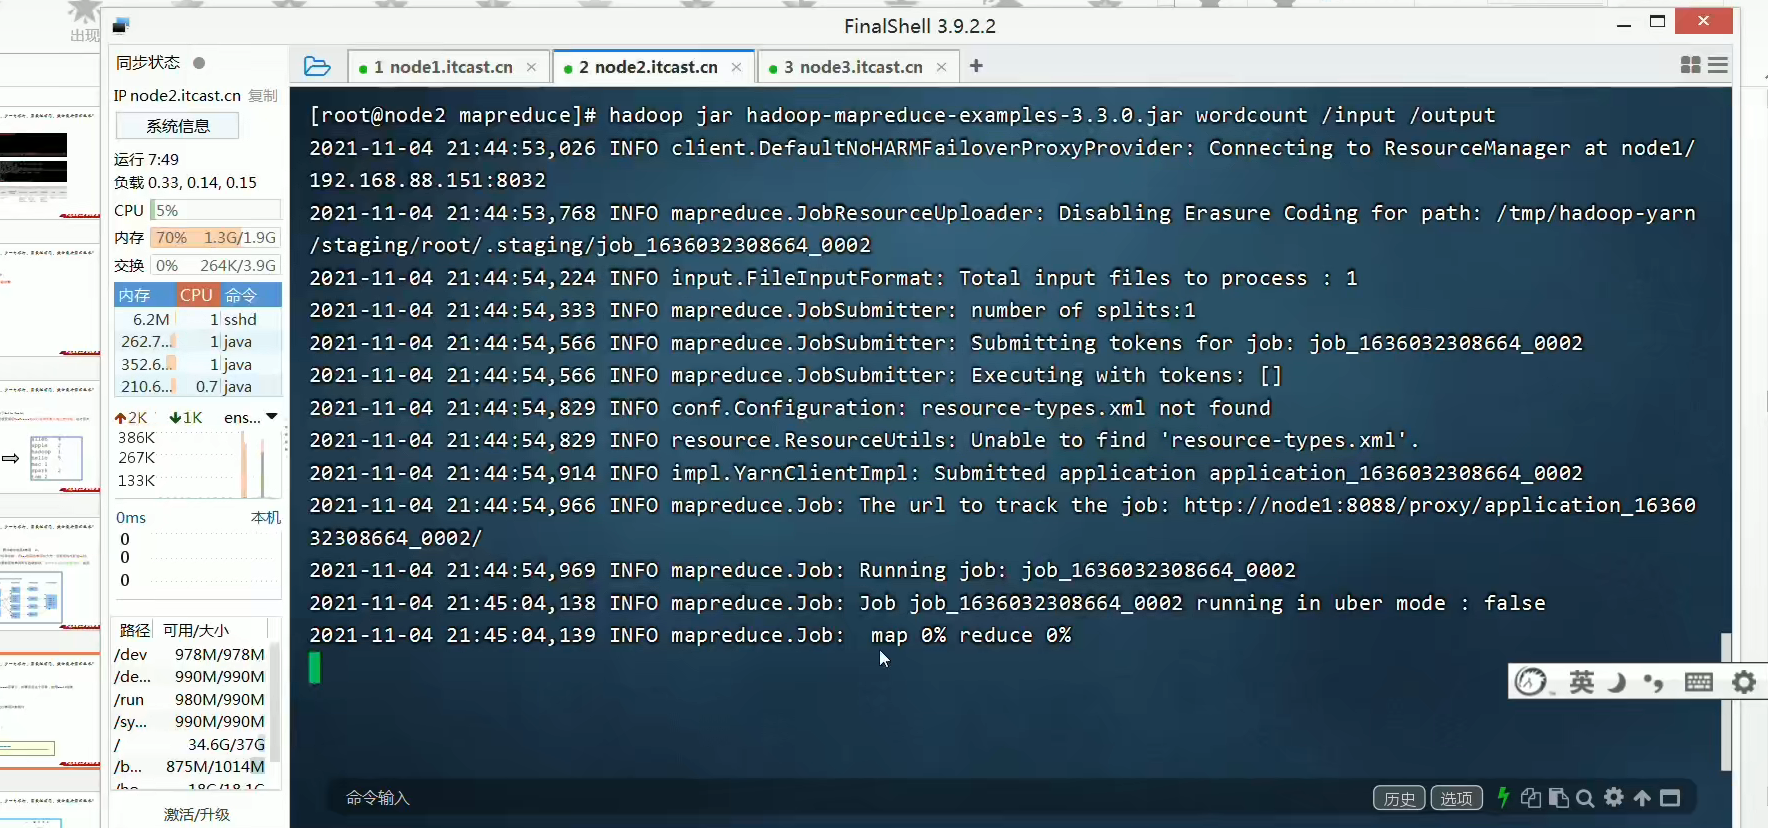 出现
FinalShell 3.9.2.2
同步状态
1 node1.itcast.cn
2 node2.itcast.cn
3 node3.itcast.cn
IP node2.itcast.cn 复制
系统信息
运行 7:49
负载 0.33, 0.14, 0.15
CPU 5%
内存 70% 1.3G/1.9G
交换 0% 264K/3.9G
内存 CPU 命令
6.2M 1 sshd
262.7... 1 java
352.6... 1 java
210.6... 0.7 java
2K 1K ens...
386K
267K
133K
0ms 本机
0
0
0
路径 可用/大小
/dev 978M/978M
/de... 990M/990M
/run 980M/990M
/sy... 990M/990M
/ 34.6G/37G
/b... 875M/1014M
激活/升级
[root@node2 mapreduce]# hadoop jar hadoop-mapreduce-examples-3.3.0.jar wordcount /input /output
2021-11-04 21:44:53,026 INFO client.DefaultNoHARMFailoverProxyProvider: Connecting to ResourceManager at node1/
192.168.88.151:8032
2021-11-04 21:44:53,768 INFO mapreduce.JobResourceUploader: Disabling Erasure Coding for path: /tmp/hadoop-yarn
/staging/root/.staging/job_1636032308664_0002
2021-11-04 21:44:54,224 INFO input.FileInputFormat: Total input files to process : 1
2021-11-04 21:44:54,333 INFO mapreduce.JobSubmitter: number of splits:1
2021-11-04 21:44:54,566 INFO mapreduce.JobSubmitter: Submitting tokens for job: job_1636032308664_0002
2021-11-04 21:44:54,566 INFO mapreduce.JobSubmitter: Executing with tokens: []
2021-11-04 21:44:54,829 INFO conf.Configuration: resource-types.xml not found
2021-11-04 21:44:54,829 INFO resource.ResourceUtils: Unable to find 'resource-types.xml'.
2021-11-04 21:44:54,914 INFO impl.YarnClientImpl: Submitted application application_1636032308664_0002
2021-11-04 21:44:54,966 INFO mapreduce.Job: The url to track the job: http://node1:8088/proxy/application_16360
32308664_0002/
2021-11-04 21:44:54,969 INFO mapreduce.Job: Running job: job_1636032308664_0002
2021-11-04 21:45:04,138 INFO mapreduce.Job: Job job_1636032308664_0002 running in uber mode : false
2021-11-04 21:45:04,139 INFO mapreduce.Job:  map 0% reduce 0%
英
命令输入
历史 选项